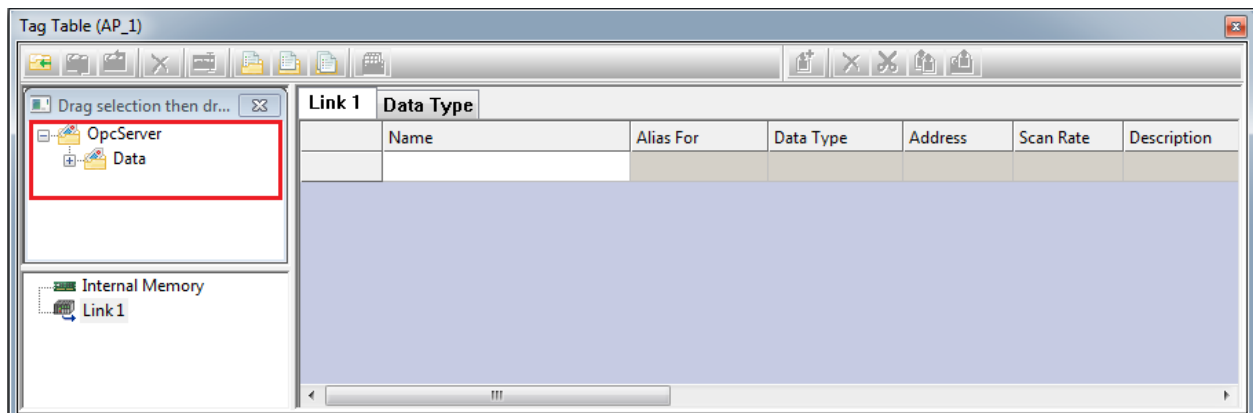 Tag Table (AP_1)
Drag selection then dr...
OpcServer
Data
Internal Memory
Link 1
Link 1 Data Type
Name Alias For Data Type Address Scan Rate Description